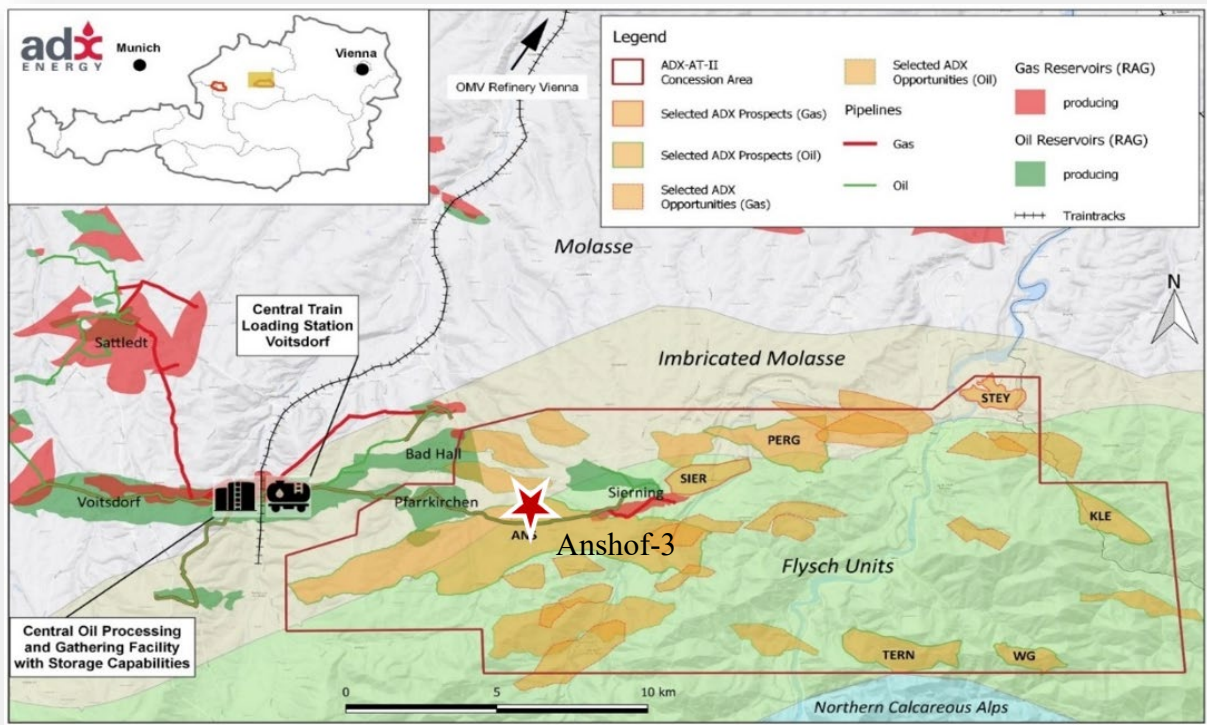 adx
ENERGY
Munich
Vienna
OMV Refinery Vienna
Legend
ADX-AT-II
Concession Area
Selected ADX Prospects (Gas)
Selected ADX Prospects (Oil)
Selected ADX
Opportunities (Gas)
Selected ADX
Opportunities (Oil)
Pipelines
Gas
Oil
Gas Reservoirs (RAG)
producing
Oil Reservoirs (RAG)
producing
Traintracks
Molasse
N
Central Train
Loading Station
Voitsdorf
Sattledt
Imbricated Molasse
STEY
PERG
Bad Hall
SIER
Sierning
Voitsdorf
Pfarrkirchen
KLE
ANS
Anshof-3
Flysch Units
Central Oil Processing
and Gathering Facility
with Storage Capabilities
TERN
WG
0 5 10 km
Northern Calcareous Alps